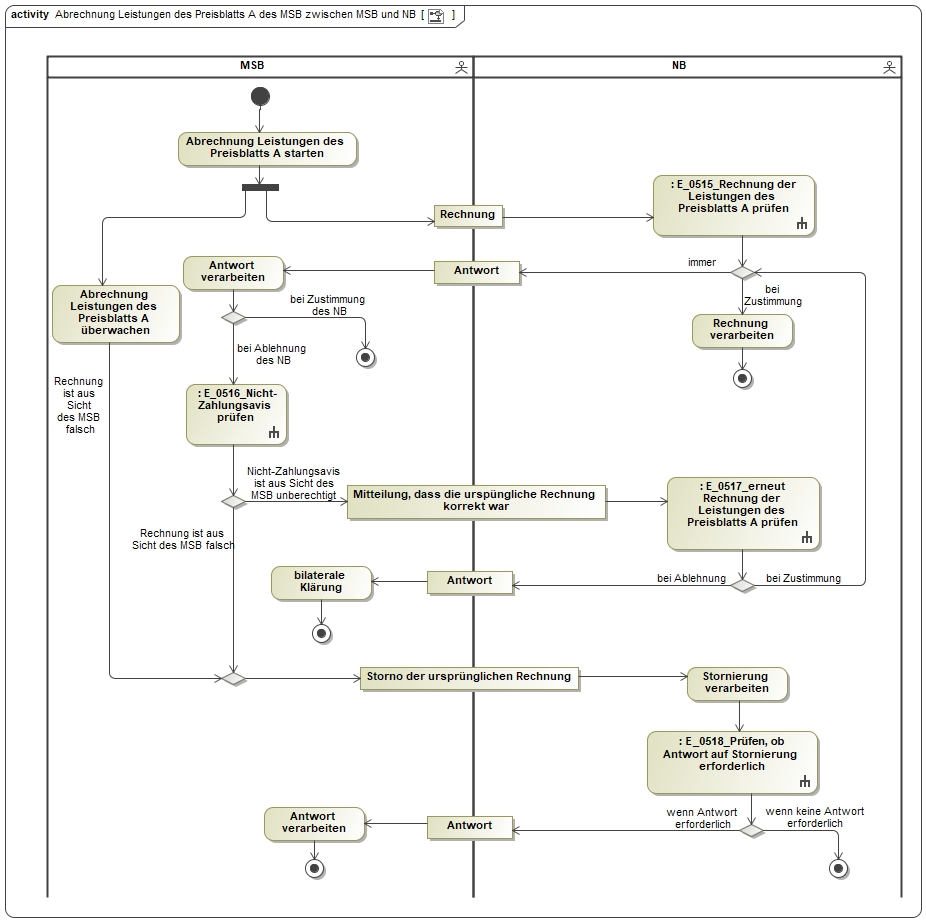 activity Abrechnung Leistungen des Preisblatts A des MSB zwischen MSB und NB [ ]
MSB
NB
Abrechnung Leistungen des
Preisblatts A starten
: E_0515_Rechnung der
Leistungen des
Preisblatts A prüfen
Rechnung
immer
Antwort
verarbeiten
Antwort
bei Zustimmung
des NB
bei
Zustimmung
Abrechnung
Leistungen des
Preisblatts A
überwachen
Rechnung
verarbeiten
bei Ablehnung
des NB
Rechnung
ist aus
Sicht
des MSB
falsch
: E_0516_Nicht-
Zahlungsavis
prüfen
Nicht-Zahlungsavis
ist aus Sicht des
MSB unberechtigt
Mitteilung, dass die urspüngliche Rechnung
korrekt war
: E_0517_erneut
Rechnung der
Leistungen des
Preisblatts A prüfen
Rechnung ist aus
Sicht des MSB falsch
bilaterale
Klärung
Antwort
bei Ablehnung
bei Zustimmung
Storno der ursprünglichen Rechnung
Stornierung
verarbeiten
: E_0518_Prüfen, ob
Antwort auf Stornierung
erforderlich
wenn Antwort
erforderlich
wenn keine Antwort
erforderlich
Antwort
verarbeiten
Antwort